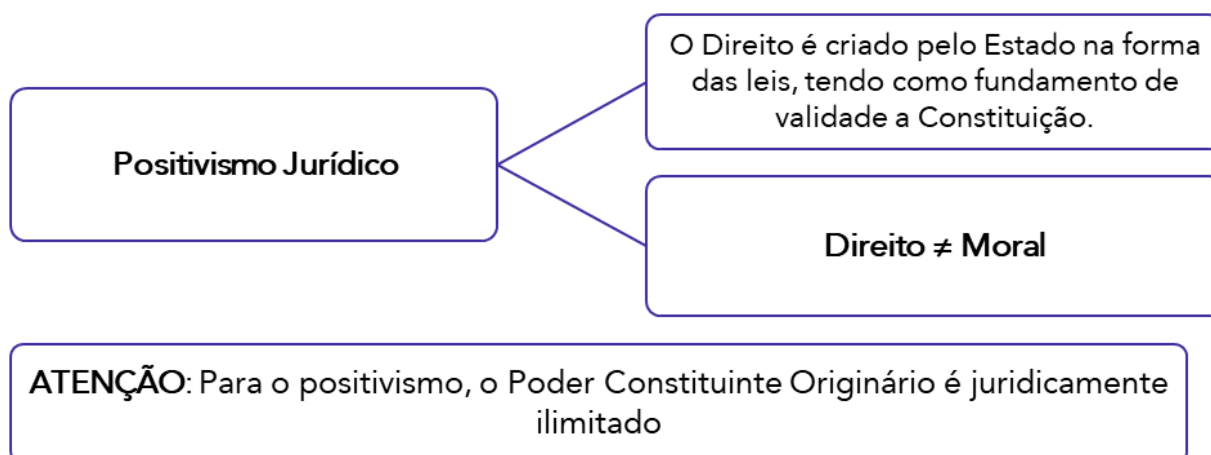 O Direito é criado pelo Estado na forma
das leis, tendo como fundamento de
validade a Constituição.
Positivismo Jurídico
Direito ≠ Moral
ATENÇÃO: Para o positivismo, o Poder Constituinte Originário é juridicamente
ilimitado